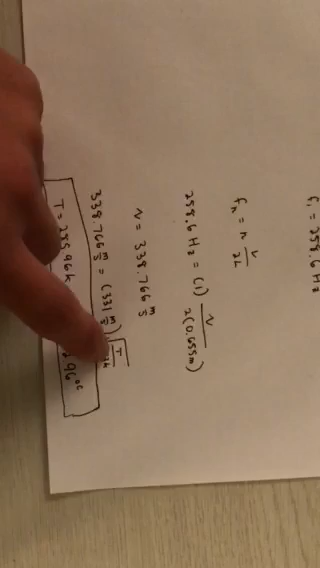 f₁ = 258.6 Hz
fₙ = n v/2L
258.6 Hz = (1) v/2(0.655m)
v = 338.766 m/s
338.766 m/s = (331 m/s) √T
T = 285.96k